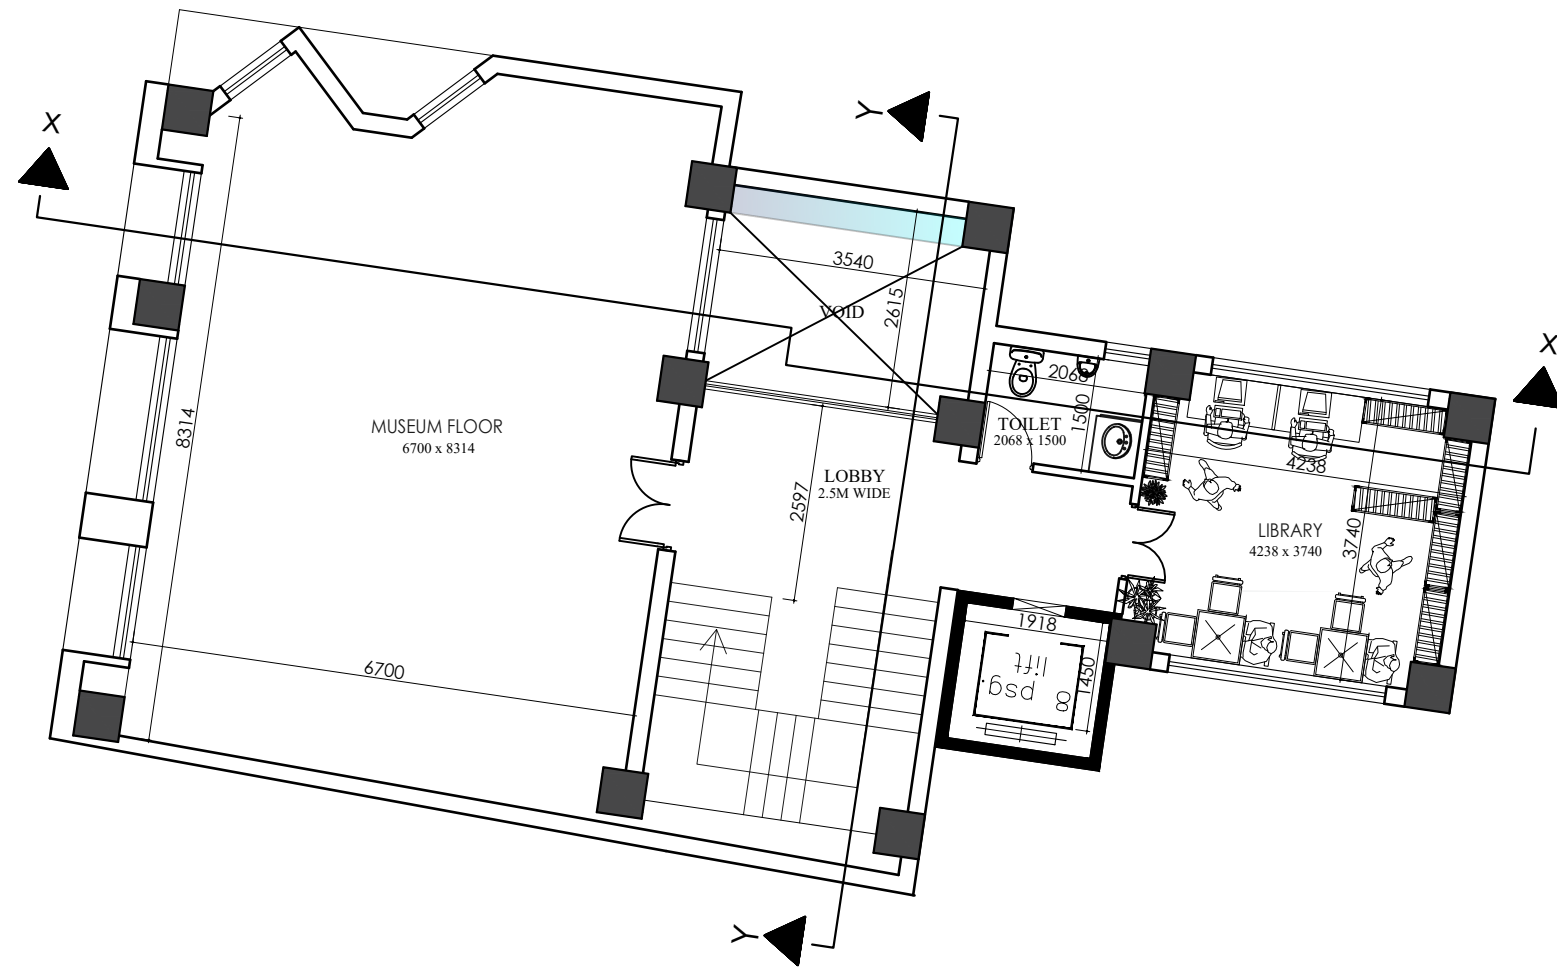 X
Y
3540
VOID
2615
X
2068
1500
TOILET
2068 x 1500
MUSEUM FLOOR
6700 x 8314
8314
4238
LOBBY
2.5M WIDE
2597
LIBRARY
4238 x 3740
3740
1918
lift
8 psg
1450
6700
Y